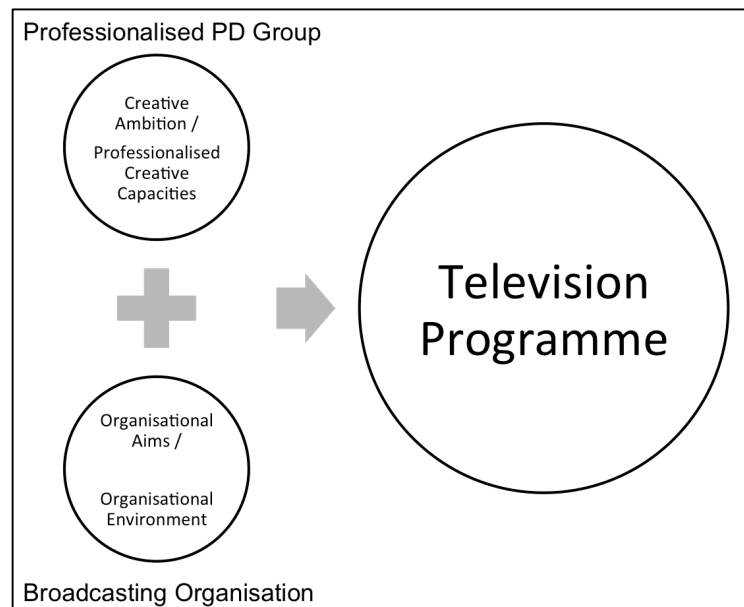 Professionalised PD Group
Creative
Ambition /
Professionalised
Creative
Capacities
Television
Programme
Organisational
Aims /
Organisational
Environment
Broadcasting Organisation